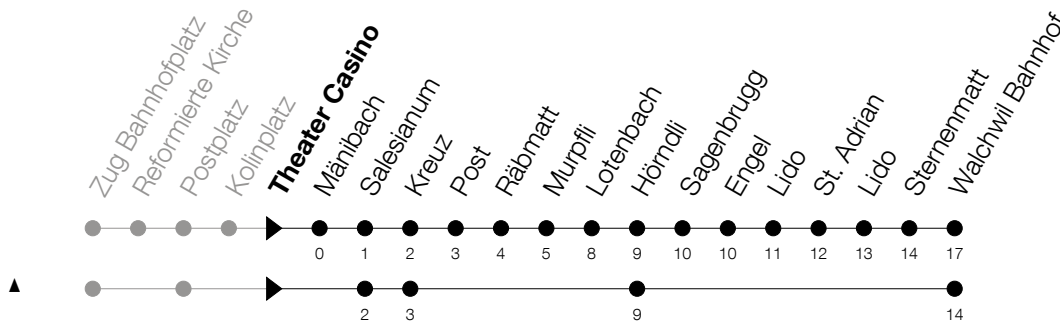 Zug Bahnhofplatz
Reformierte Kirche
Postplatz
Kolinplatz
Theater Casino
Mänibach
Salesianum
Kreuz
Post
Räbmatt
Murpfli
Lotenbach
Hörndli
Sagenbrugg
Engel
Lido
St. Adrian
Lido
Sternenmatt
Walchwil Bahnhof
0 1 2 3 4 5 8 9 10 10 11 12 13 14 17
2 3 9 14